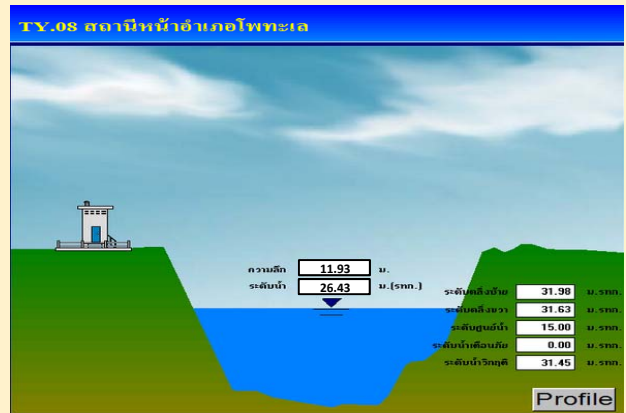 TY.08 สถานีหน้าอำเภอโพทะเล
ความลึก 11.93 ม.
ระดับน้ำ 26.43 ม.(รทก.)
ระดับตลิ่งซ้าย 31.98 ม.รทก.
ระดับตลิ่งขวา 31.63 ม.รทก.
ระดับศูนย์น้ำ 15.00 ม.รทก.
ระดับน้ำเตือนภัย 0.00 ม.รทก.
ระดับน้ำวิกฤติ 31.45 ม.รทก.
Profile